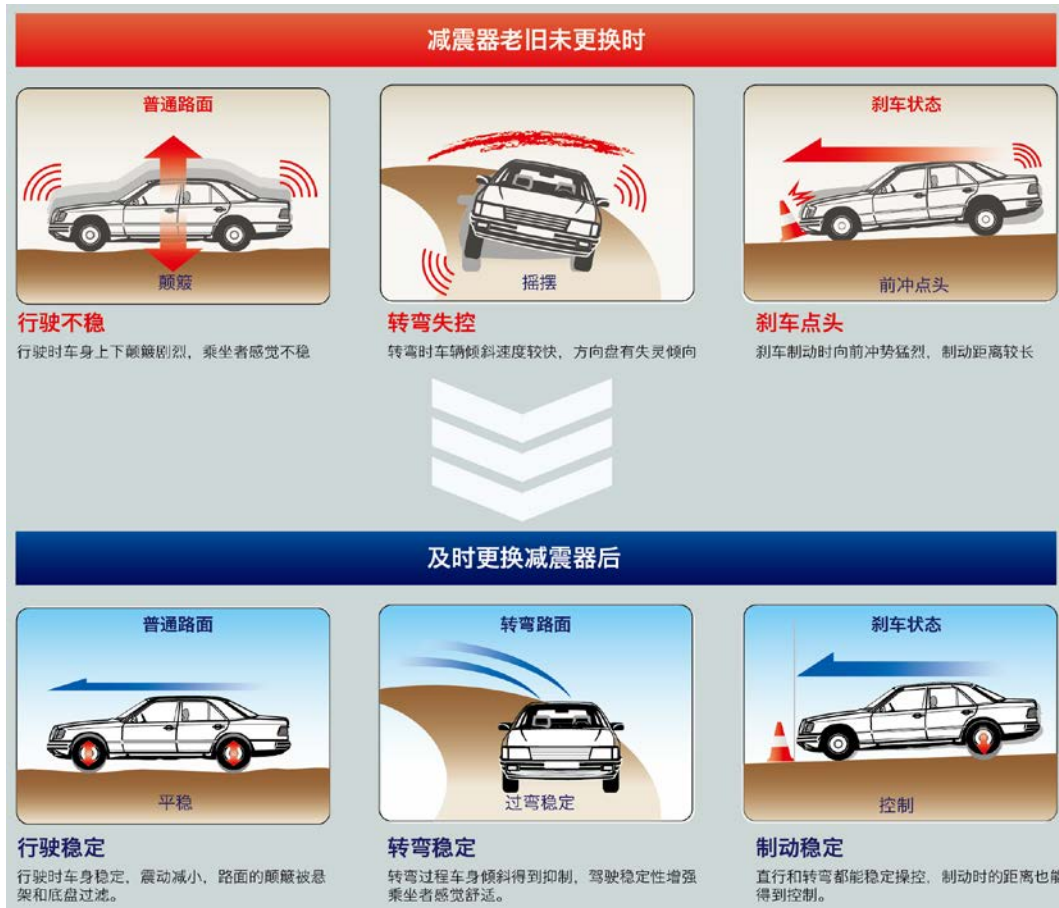 减震器老旧未更换时
普通路面
刹车状态
颠簸
摇摆
前冲点头
行驶不稳
转弯失控
刹车点头
行驶时车身上下颠簸剧烈，乘坐者感觉不稳
转弯时车辆倾斜速度较快，方向盘有失灵倾向
刹车制动时向前冲势猛烈，制动距离较长
及时更换减震器后
普通路面
转弯路面
刹车状态
平稳
过弯稳定
控制
行驶稳定
转弯稳定
制动稳定
行驶时车身稳定，震动减小，路面的颠簸被悬
架和底盘过滤。
转弯过程车身倾斜得到抑制，驾驶稳定性增强
乘坐者感觉舒适。
直行和转弯都能稳定操控，制动时的距离也能
得到控制。